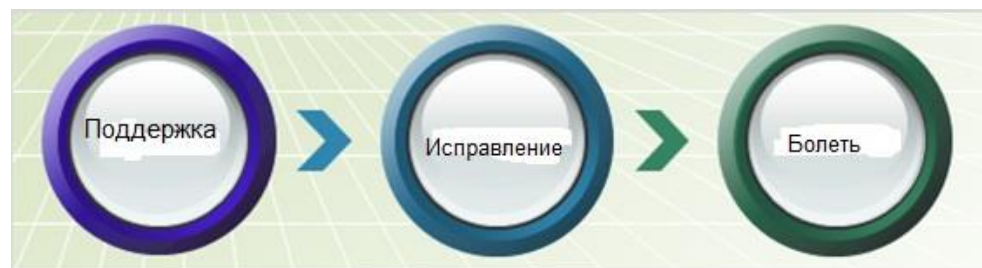 Поддержка
Исправление
Болеть